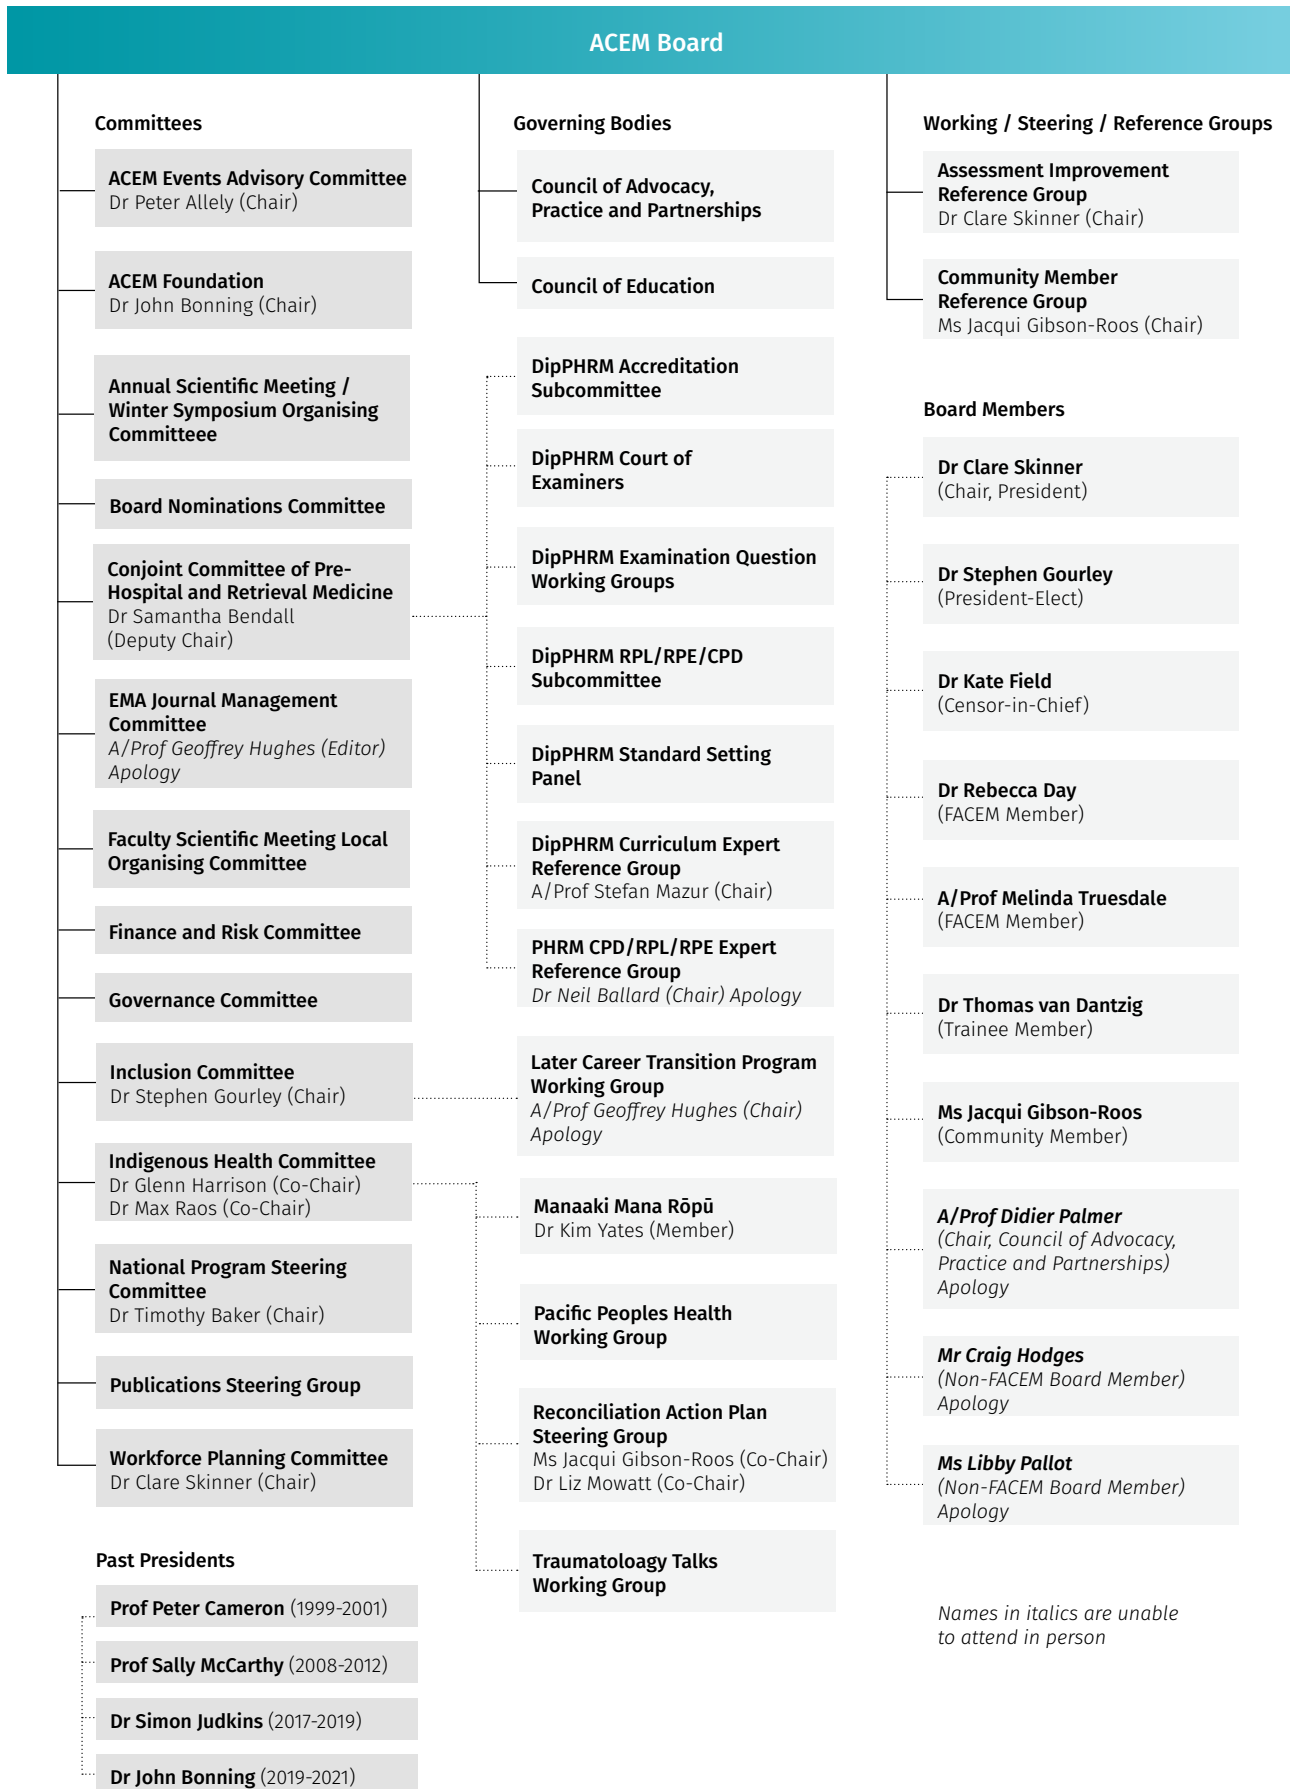 ACEM Board
Committees
ACEM Events Advisory Committee
Dr Peter Allely (Chair)
ACEM Foundation
Dr John Bonning (Chair)
Annual Scientific Meeting /
Winter Symposium Organising
Committeee
Board Nominations Committee
Conjoint Committee of Pre-
Hospital and Retrieval Medicine
Dr Samantha Bendall
(Deputy Chair)
EMA Journal Management
Committee
A/Prof Geoffrey Hughes (Editor)
Apology
Faculty Scientific Meeting Local
Organising Committee
Finance and Risk Committee
Governance Committee
Inclusion Committee
Dr Stephen Gourley (Chair)
Indigenous Health Committee
Dr Glenn Harrison (Co-Chair)
Dr Max Raos (Co-Chair)
National Program Steering
Committee
Dr Timothy Baker (Chair)
Publications Steering Group
Workforce Planning Committee
Dr Clare Skinner (Chair)
Past Presidents
Prof Peter Cameron (1999-2001)
Prof Sally McCarthy (2008-2012)
Dr Simon Judkins (2017-2019)
Dr John Bonning (2019-2021)
Governing Bodies
Council of Advocacy,
Practice and Partnerships
Council of Education
DipPHRM Accreditation
Subcommittee
DipPHRM Court of
Examiners
DipPHRM Examination Question
Working Groups
DipPHRM RPL/RPE/CPD
Subcommittee
DipPHRM Standard Setting
Panel
DipPHRM Curriculum Expert
Reference Group
A/Prof Stefan Mazur (Chair)
PHRM CPD/RPL/RPE Expert
Reference Group
Dr Neil Ballard (Chair) Apology
Later Career Transition Program
Working Group
A/Prof Geoffrey Hughes (Chair)
Apology
Manaaki Mana Rōpū
Dr Kim Yates (Member)
Pacific Peoples Health
Working Group
Reconciliation Action Plan
Steering Group
Ms Jacqui Gibson-Roos (Co-Chair)
Dr Liz Mowatt (Co-Chair)
Traumatoloagy Talks
Working Group
Working / Steering / Reference Groups
Assessment Improvement
Reference Group
Dr Clare Skinner (Chair)
Community Member
Reference Group
Ms Jacqui Gibson-Roos (Chair)
Board Members
Dr Clare Skinner
(Chair, President)
Dr Stephen Gourley
(President-Elect)
Dr Kate Field
(Censor-in-Chief)
Dr Rebecca Day
(FACEM Member)
A/Prof Melinda Truesdale
(FACEM Member)
Dr Thomas van Dantzig
(Trainee Member)
Ms Jacqui Gibson-Roos
(Community Member)
A/Prof Didier Palmer
(Chair, Council of Advocacy,
Practice and Partnerships)
Apology
Mr Craig Hodges
(Non-FACEM Board Member)
Apology
Ms Libby Pallot
(Non-FACEM Board Member)
Apology
Names in italics are unable
to attend in person